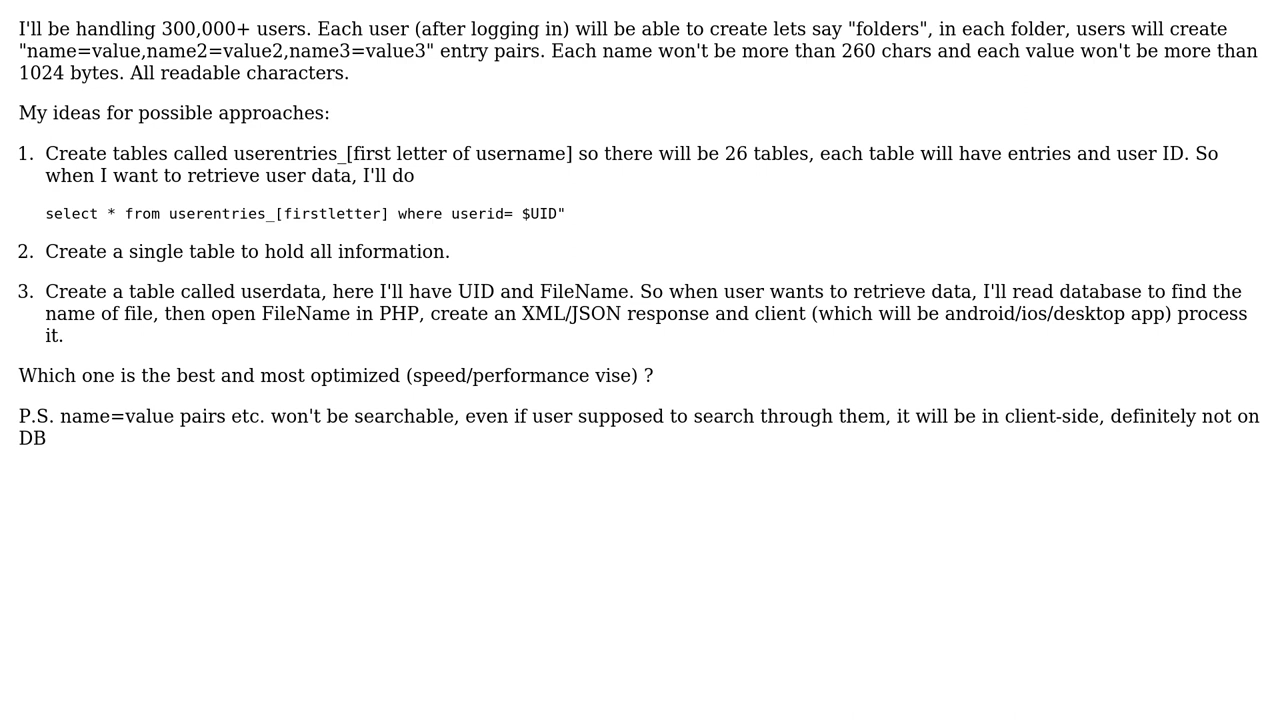 I'll be handling 300,000+ users. Each user (after logging in) will be able to create lets say "folders", in each folder, users will create
"name=value,name2=value2,name3=value3" entry pairs. Each name won't be more than 260 chars and each value won't be more than
1024 bytes. All readable characters.
My ideas for possible approaches:
1. Create tables called userentries_[first letter of username] so there will be 26 tables, each table will have entries and user ID. So
when I want to retrieve user data, I'll do
select * from userentries_[firstletter] where userid= $UID"
2. Create a single table to hold all information.
3. Create a table called userdata, here I'll have UID and FileName. So when user wants to retrieve data, I'll read database to find the
name of file, then open FileName in PHP, create an XML/JSON response and client (which will be android/ios/desktop app) process
it.
Which one is the best and most optimized (speed/performance vise) ?
P.S. name=value pairs etc. won't be searchable, even if user supposed to search through them, it will be in client-side, definitely not on
DB